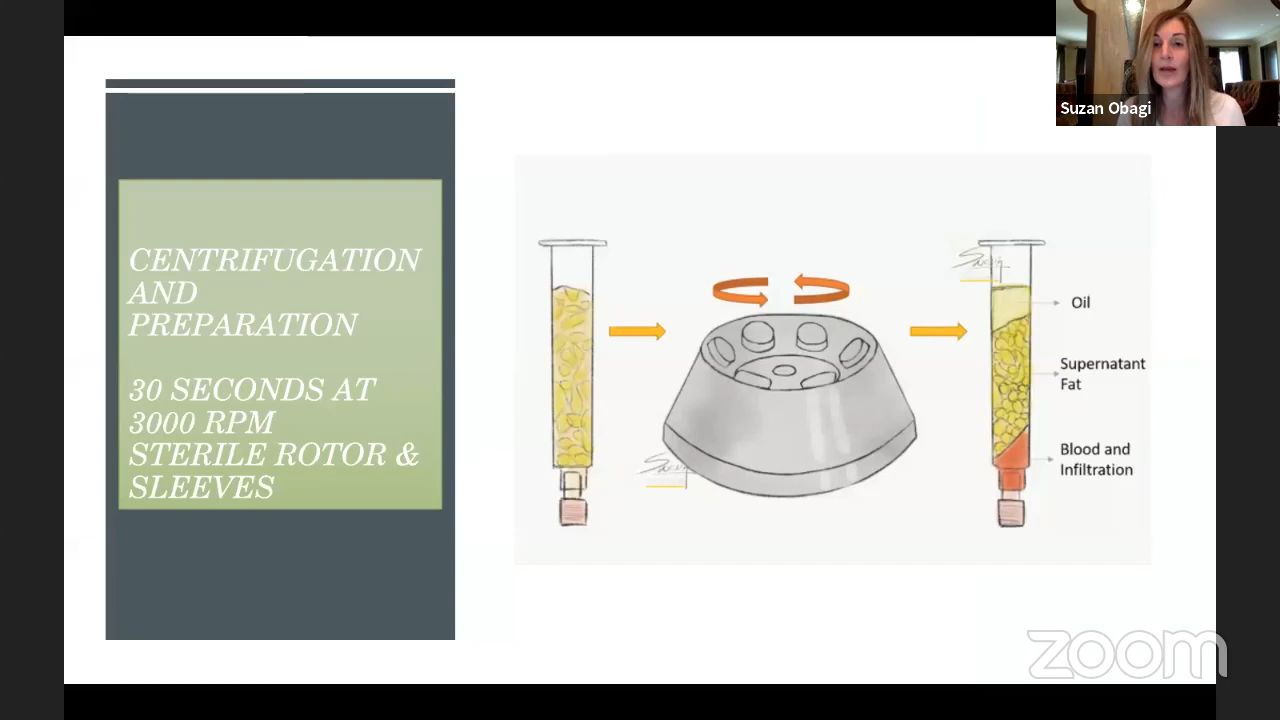 Suzan Obagi
CENTRIFUGATION
AND
PREPARATION
30 SECONDS AT
3000 RPM
STERILE ROTOR &
SLEEVES
Oil
Supernatant
Fat
Blood and
Infiltration
zoom